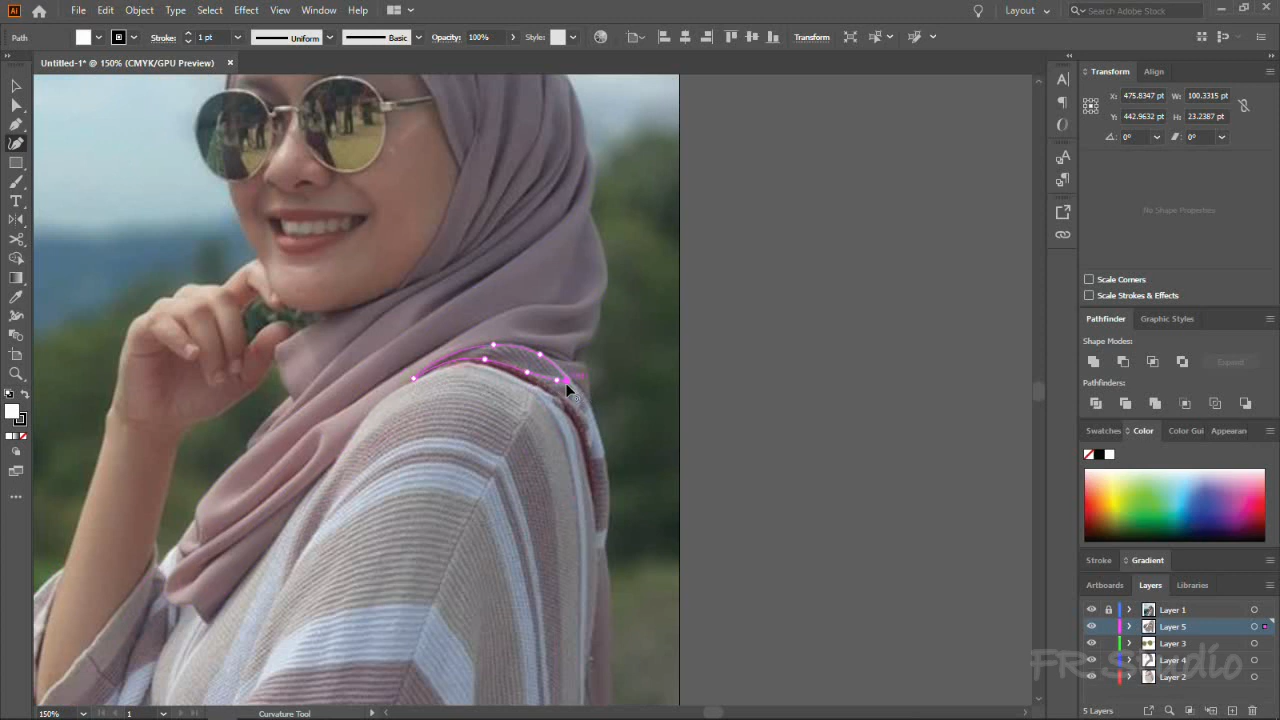 Ai File Edit Object Type Select Effect View Window Help Layout Search Adobe Stock
Path Stroke: 1 pt Uniform Basic Opacity: 100% Style: Transform
Untitled-1* @ 150% (CMYK/GPU Preview) ×
Transform Align
X: 475.8347 pt W: 100.3315 pt
Y: 442.9632 pt H: 23.2387 pt
0° 0°
No Shape Properties
Scale Corners
Scale Strokes & Effects
Pathfinder Graphic Styles
Shape Modes:
Expand
Pathfinders:
Swatches Color Color Gui Appearan
Stroke Gradient
Artboards Layers Libraries
Layer 1
Layer 5
Layer 3
Layer 4
Layer 2
FR Studio
5 Layers
150% 1 Curvature Tool